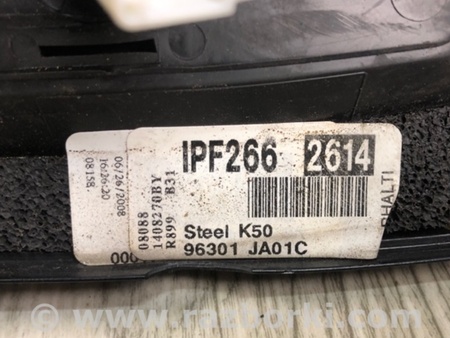 IPF266 2614
Steel K50
96301 JA01C
08088
1408270BY
R899 B31
06/26/2008
16:26:20
08158.
000
PHALTI
www.razborki.com